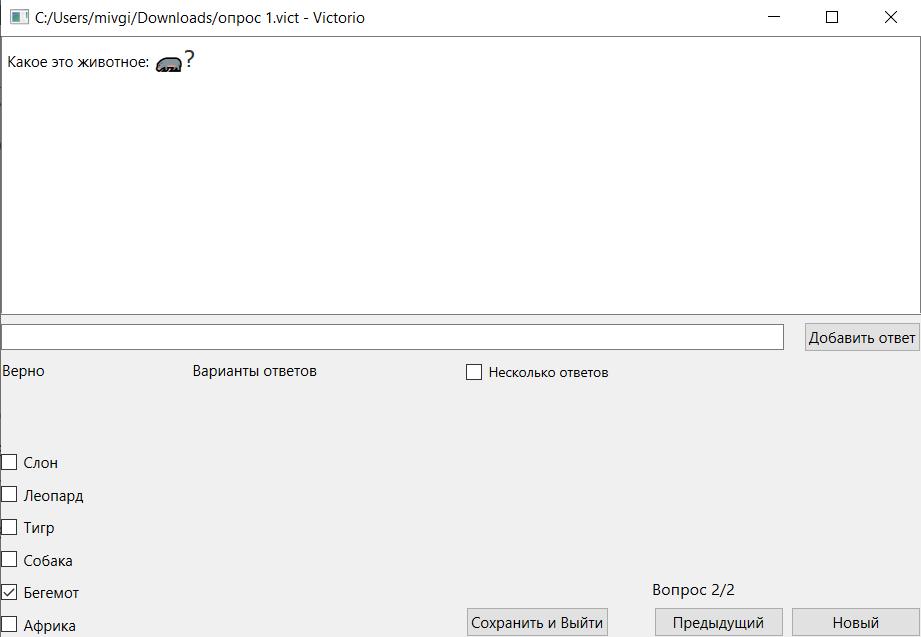 C:/Users/mivgi/Downloads/опрос 1.vict - Victorio
Какое это животное: ?
Добавить ответ
Верно
Варианты ответов
Несколько ответов
Слон
Леопард
Тигр
Собака
Бегемот
Африка
Вопрос 2/2
Сохранить и Выйти
Предыдущий
Новый